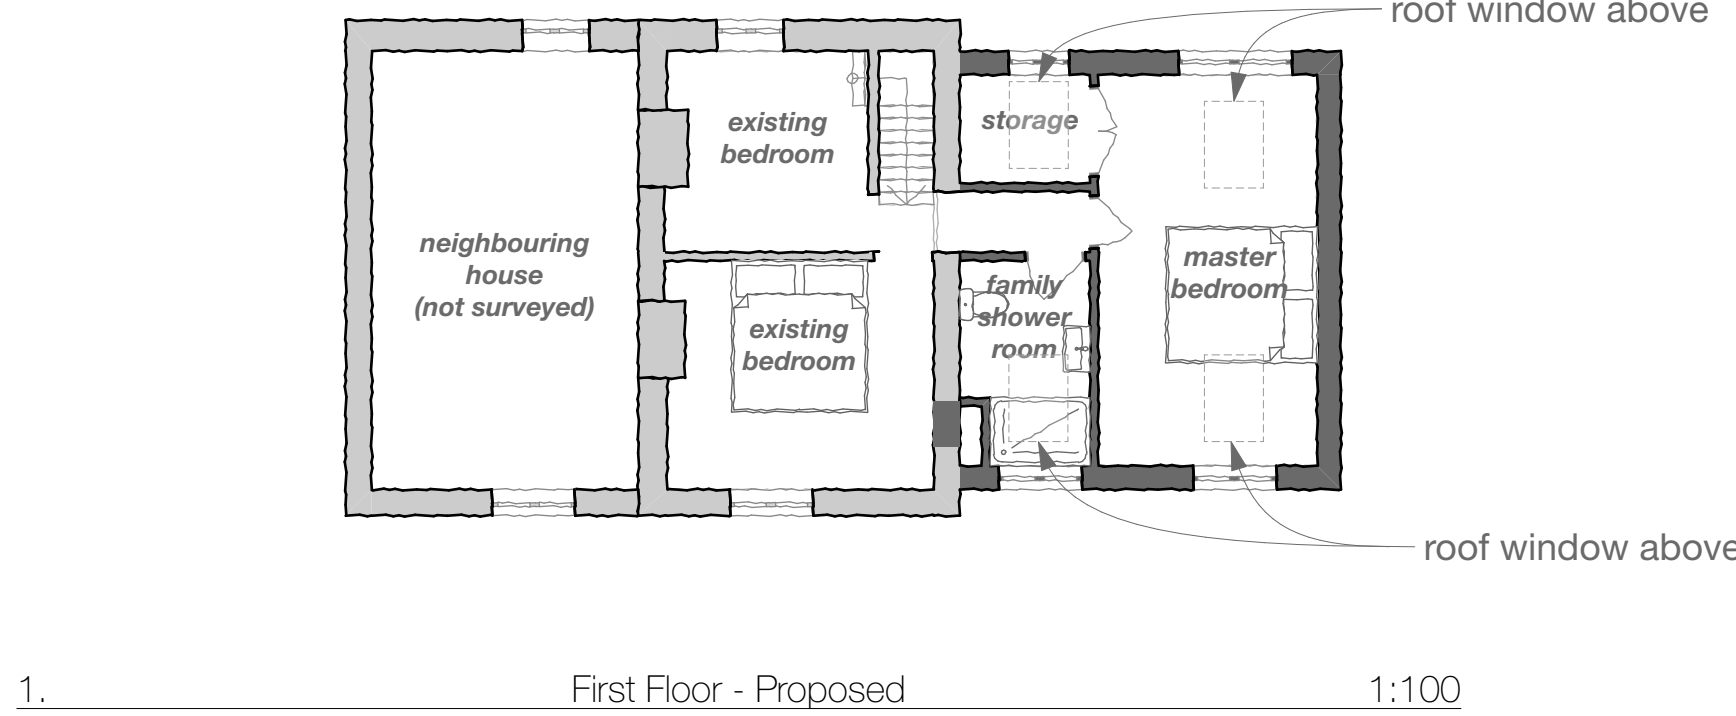 roof window above
existing
bedroom
storage
neighbouring
house
(not surveyed)
existing
bedroom
family
shower
room
master
bedroom
roof window above
1. First Floor - Proposed 1:100